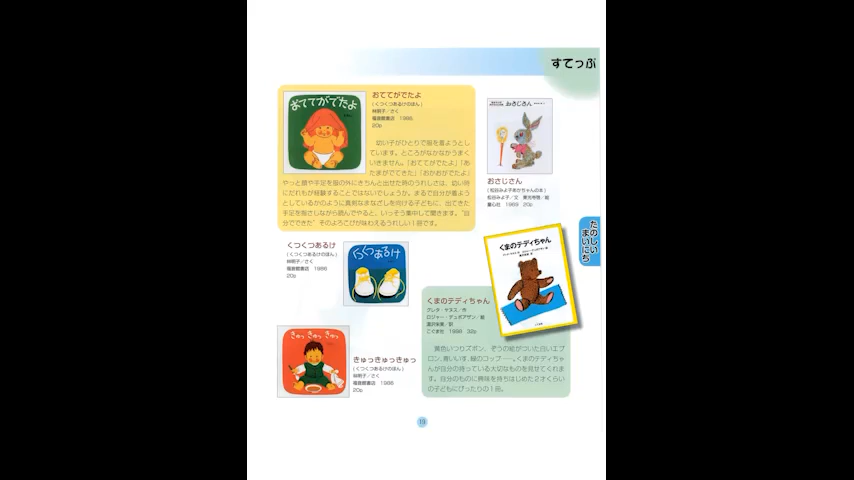 すてっぷ
おててがでたよ
おててがでたよ
(くつくつあるけのほん)
林明子/さく
福音館書店 1986
20p
幼い子がひとりで服を着ようとし
ています。ところがなかなかうまく
いきません。「おててがでたよ」「あ
たまがでてきた」「おかおがでたよ」
やっと顔や手足を服の外にきちんと出せた時のうれしさは、幼い時
にだれもが経験することではないでしょうか。まるで自分が着よう
としているかのように真剣なまなざしを向ける子どもに、出てきた
手足を指さしながら読んでやると、いっそう集中して聞きます。“自
分でできた”そのよろこびが味わえるうれしい1冊です。
おさじさん
おさじさん
(松谷みよ子あかちゃんの本)
松谷みよ子/文 東光寺啓/絵
童心社 1969 20p
たのしい
まいにち
くつくつあるけ
(くつくつあるけのほん)
林明子/さく
福音館書店 1986
20p
くつくつあるけ
くまのテディちゃん
くまのテディちゃん
グレタ・ヤヌス/作
ロジャー・デュボアザン/絵
湯沢朱実/訳
こぐま社 1998 32p
黄色いつりズボン、ぞうの絵がついた白いエプ
ロン、青いいす、緑のコップ……。くまのテディちゃ
んが自分の持っている大切なものを見せてくれま
す。自分のものに興味を持ちはじめた2才くらい
の子どもにぴったりの1冊。
きゅっきゅっきゅっ
きゅっきゅっきゅっ
(くつくつあるけのほん)
林明子/さく
福音館書店 1986
20p
19